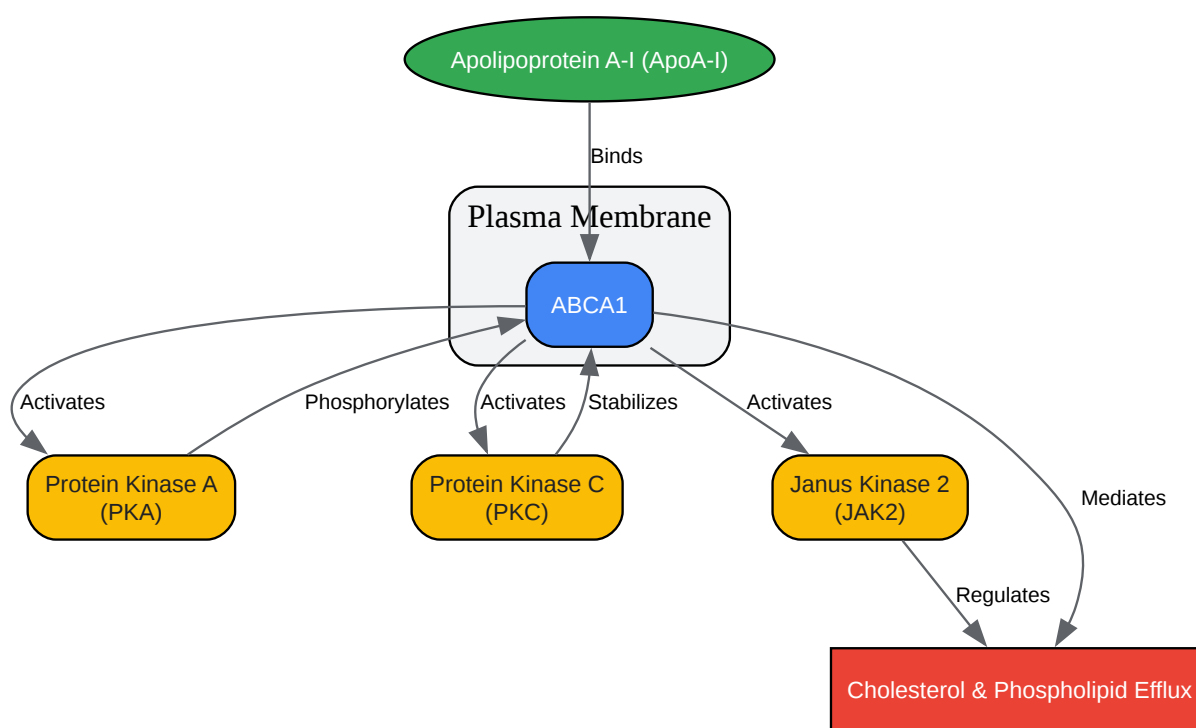 Apolipoprotein A-I (ApoA-I)
Binds
Plasma Membrane
ABCA1
Activates
Phosphorylates
Activates
Stabilizes
Activates
Protein Kinase A
(PKA)
Protein Kinase C
(PKC)
Janus Kinase 2
(JAK2)
Mediates
Regulates
Cholesterol & Phospholipid Efflux